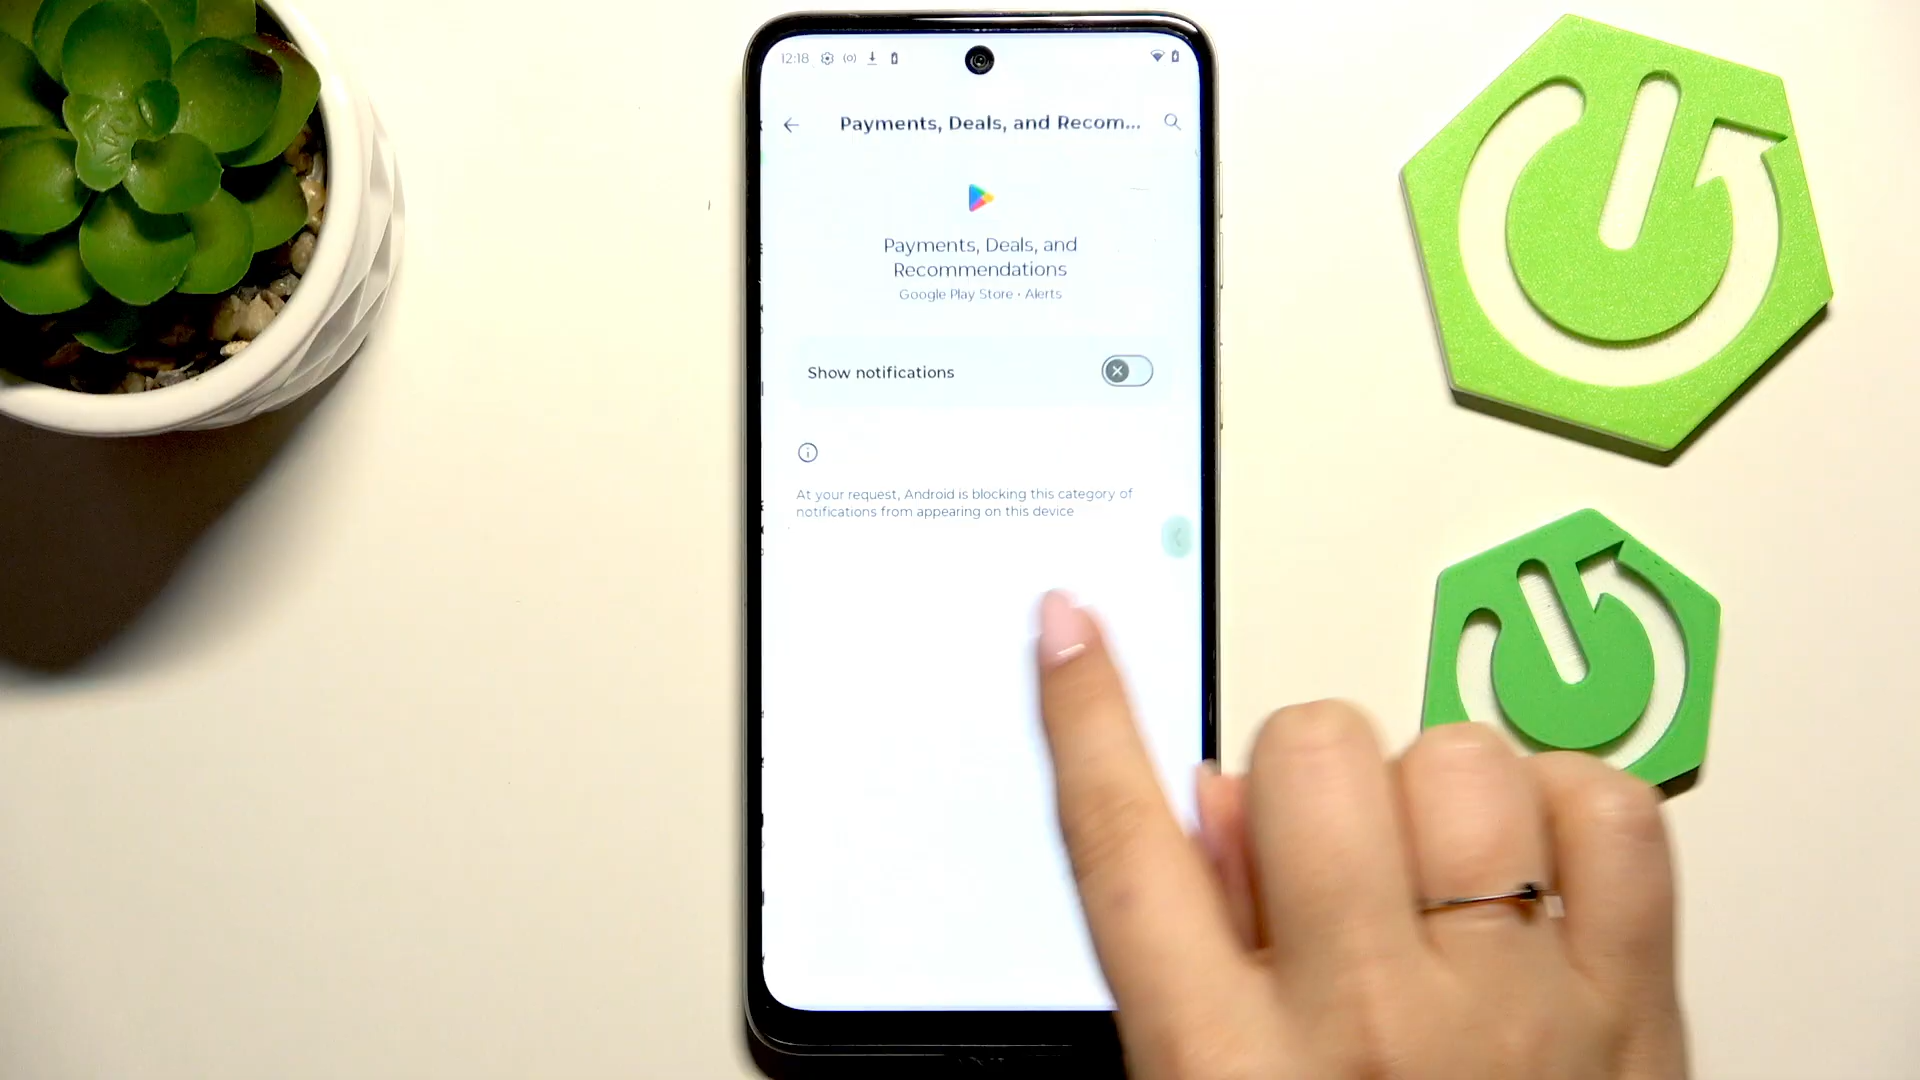 12:18
Payments, Deals, and Recom...
Payments, Deals, and
Recommendations
Google Play Store • Alerts
Show notifications
At your request, Android is blocking this category of
notifications from appearing on this device